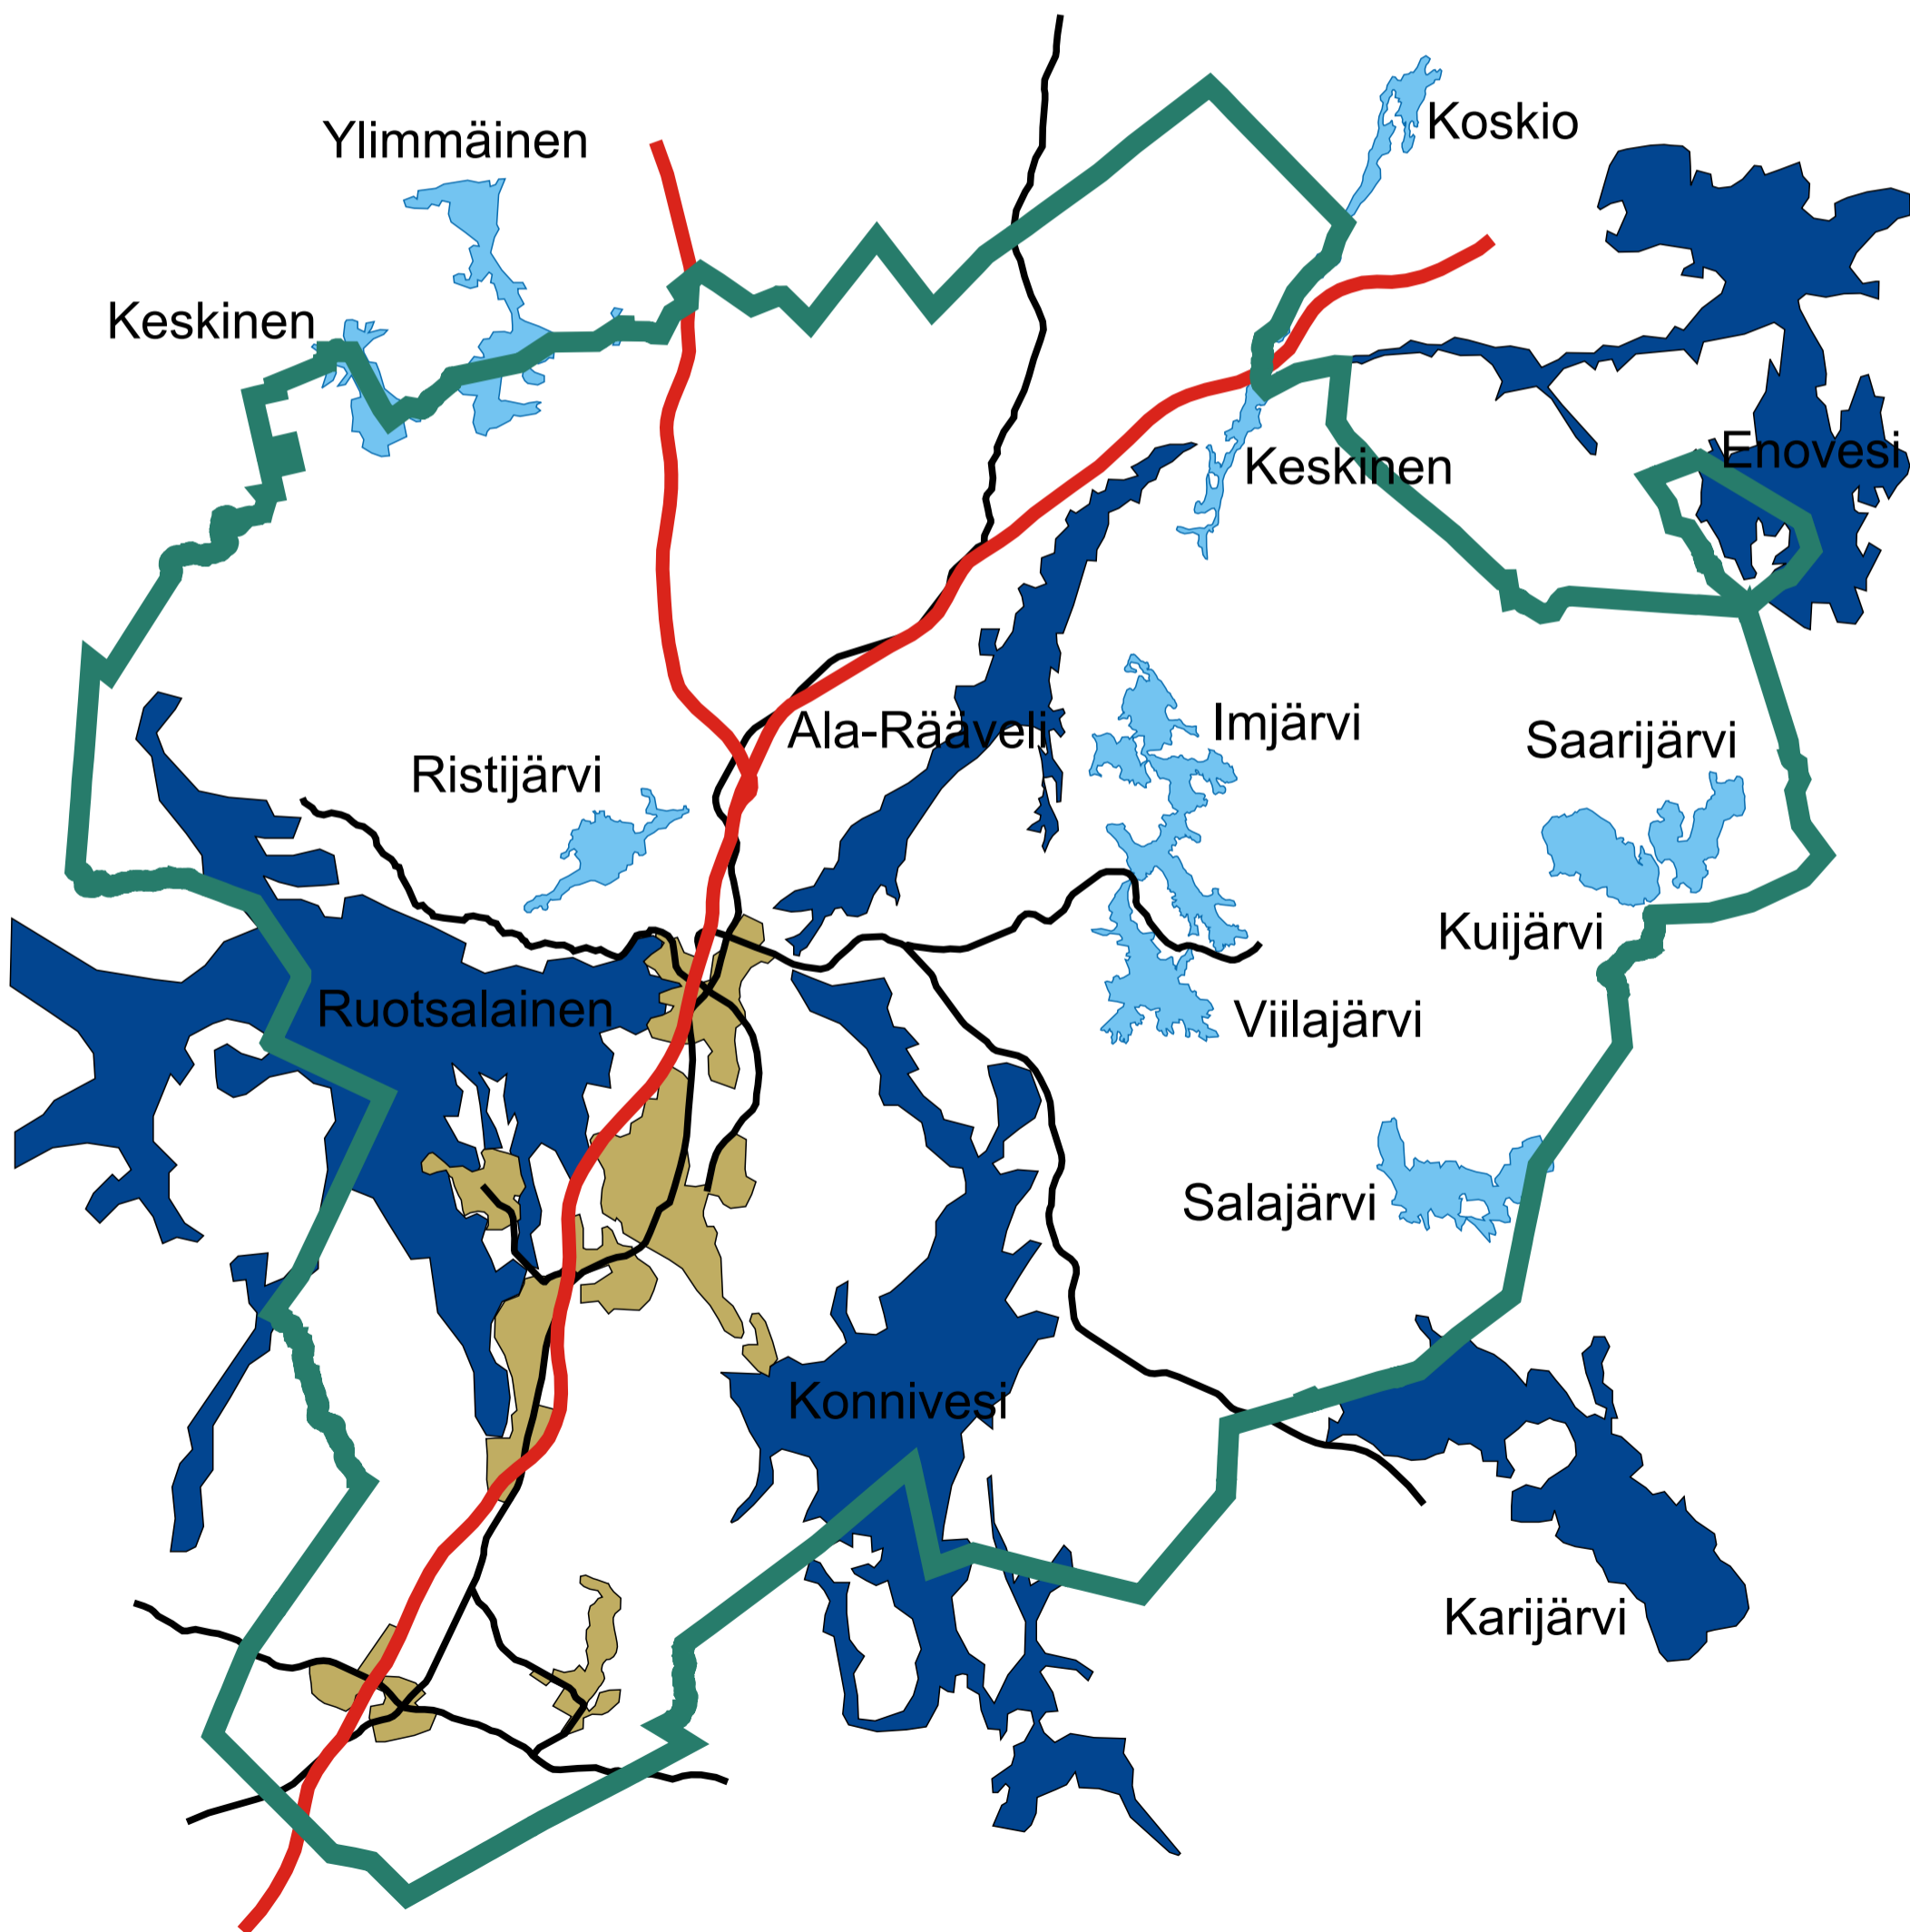 Koskio
Ylimmäinen
Keskinen
Enovesi
Keskinen
Imjärvi
Ala-Rääveli
Saarijärvi
Ristijärvi
Kuijärvi
Ruotsalainen
Viilajärvi
Salajärvi
Konnivesi
Karijärvi